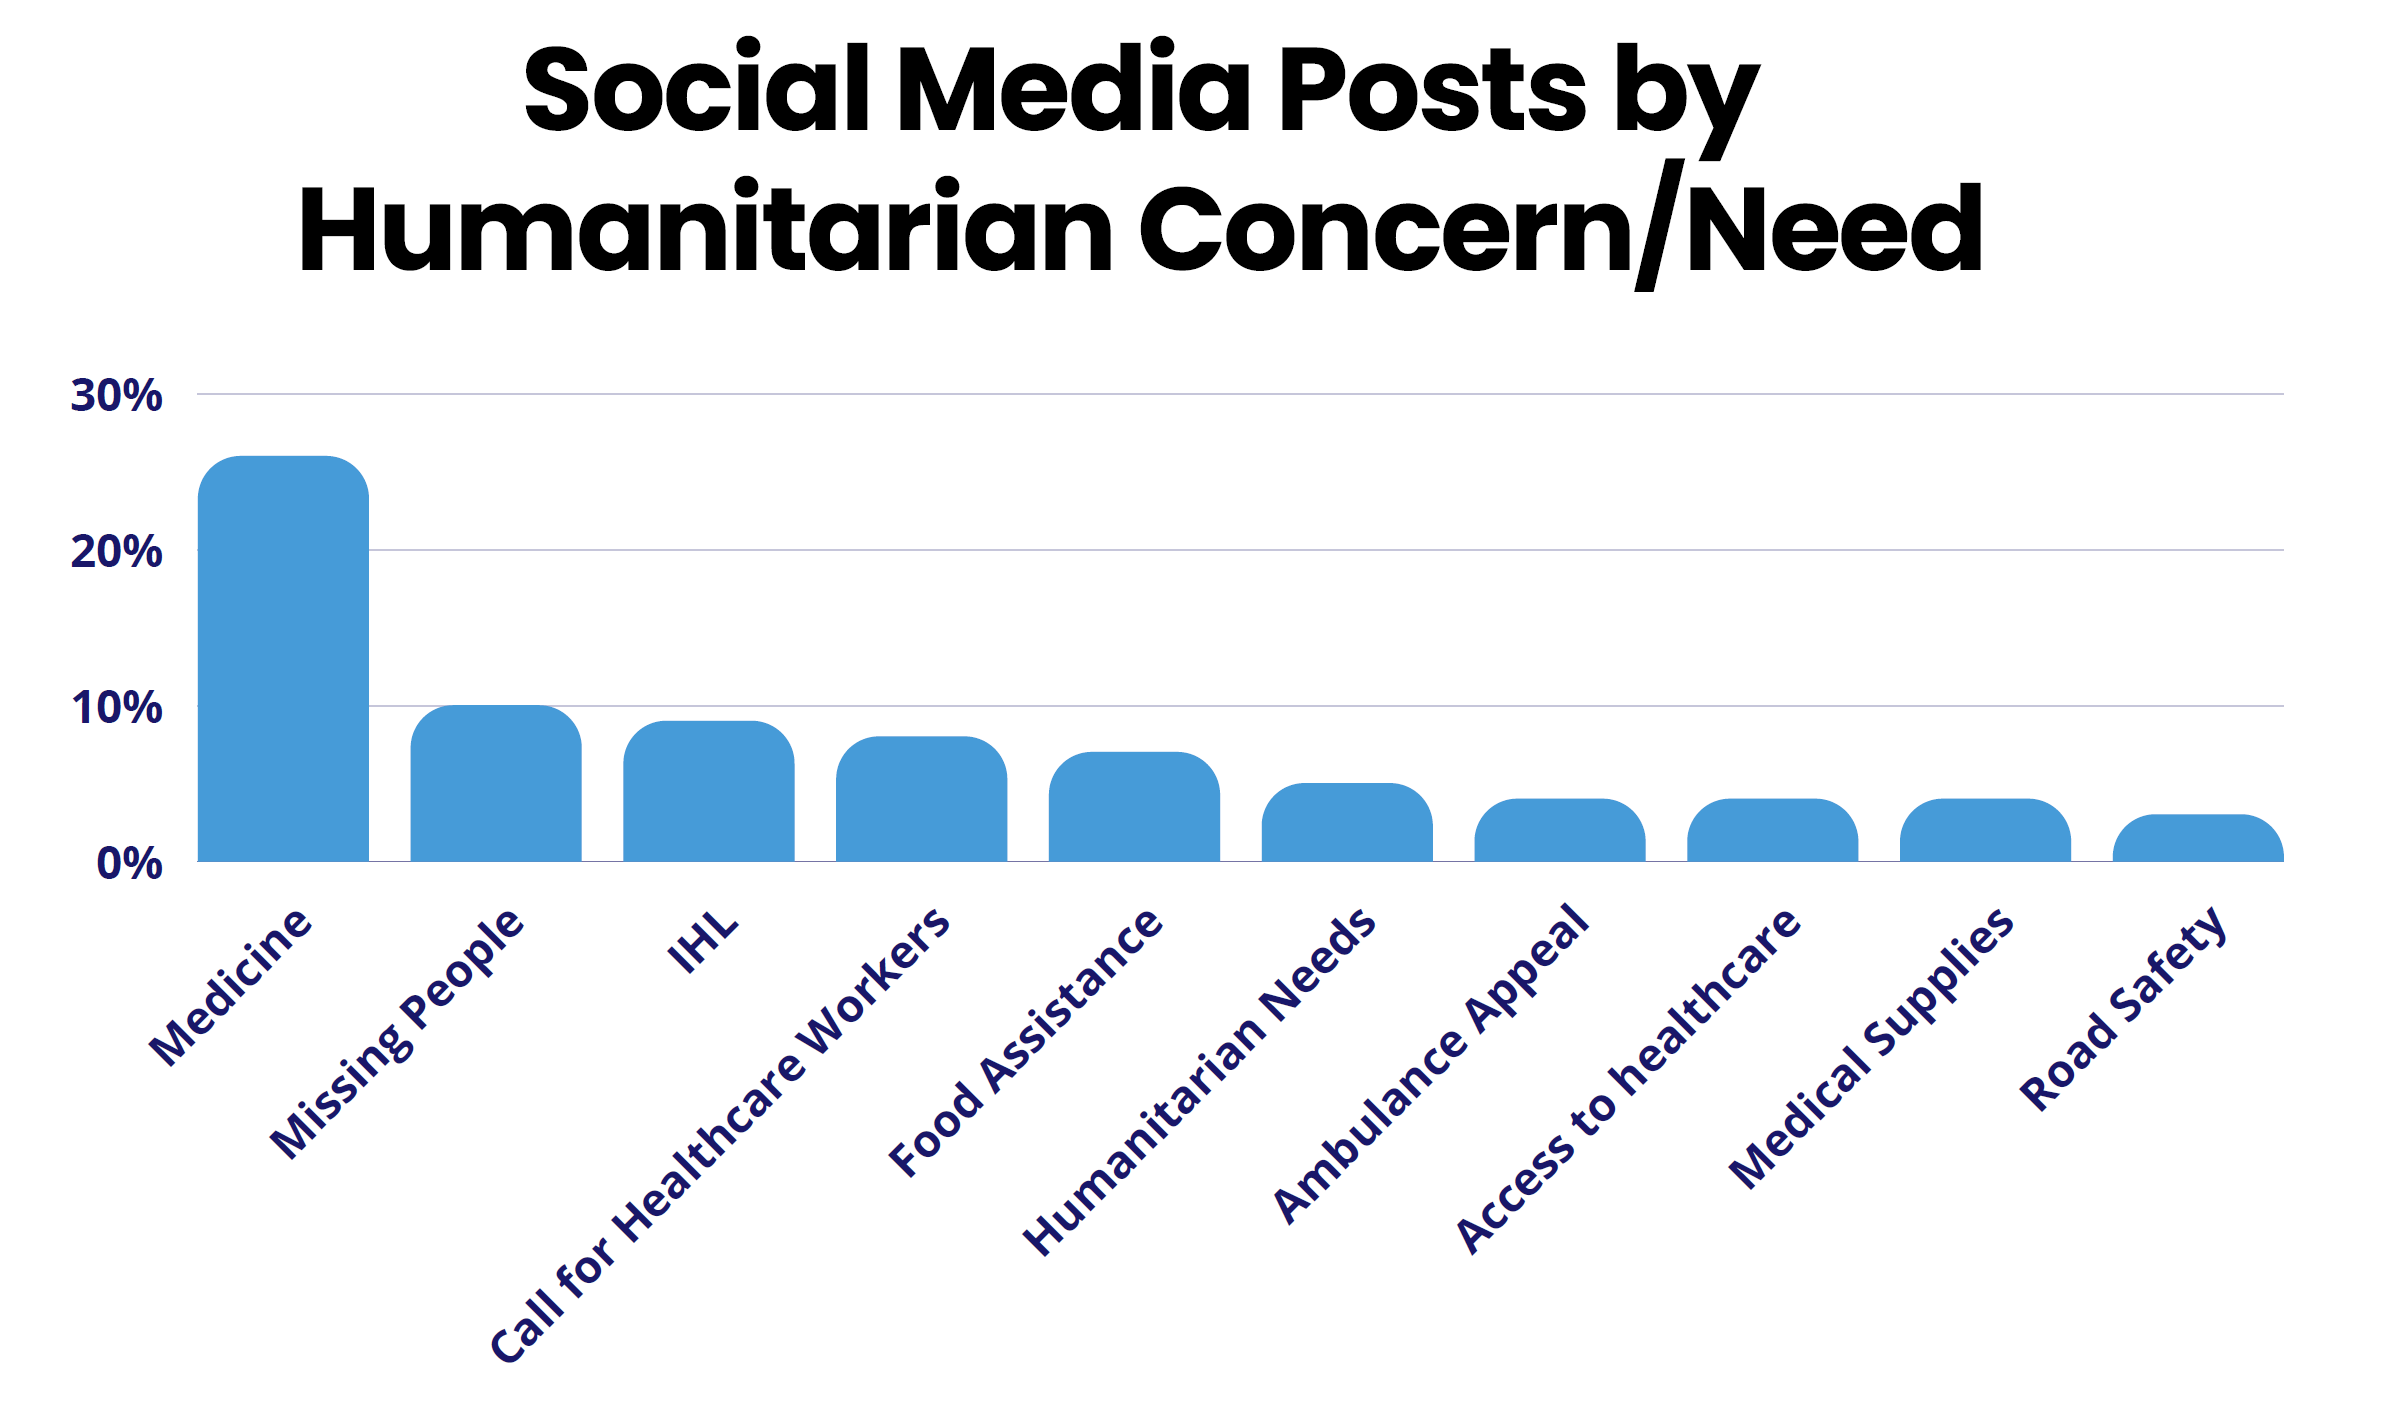 Social Media Posts by
Humanitarian Concern/Need
30%
20%
10%
0%
Medicine
Missing People
IHL
Call for Healthcare Workers
Food Assistance
Humanitarian Needs
Ambulance Appeal
Access to healthcare
Medical Supplies
Road Safety